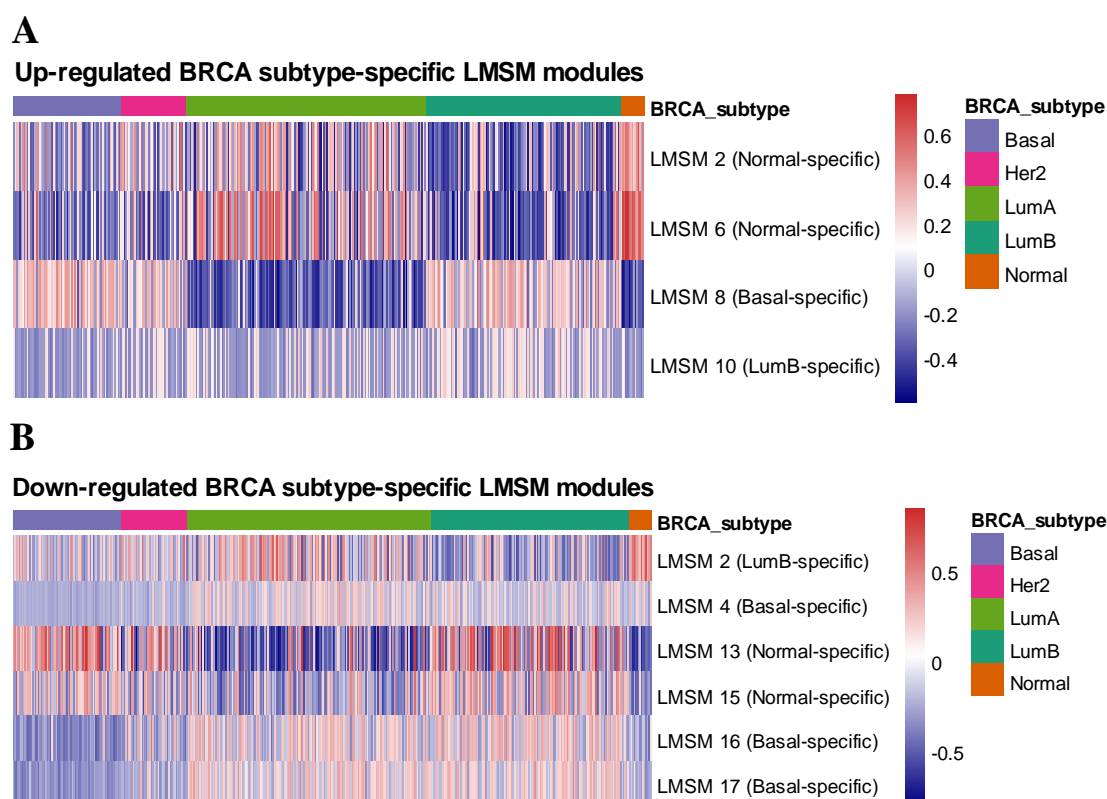 A
Up-regulated BRCA subtype-specific LMSM modules
BRCA_subtype
LMSM 2 (Normal-specific)
LMSM 6 (Normal-specific)
LMSM 8 (Basal-specific)
LMSM 10 (LumB-specific)
0.6
0.4
0.2
0
-0.2
-0.4
BRCA_subtype
Basal
Her2
LumA
LumB
Normal
B
Down-regulated BRCA subtype-specific LMSM modules
BRCA_subtype
LMSM 2 (LumB-specific)
LMSM 4 (Basal-specific)
LMSM 13 (Normal-specific)
LMSM 15 (Normal-specific)
LMSM 16 (Basal-specific)
LMSM 17 (Basal-specific)
0.5
0
-0.5
BRCA_subtype
Basal
Her2
LumA
LumB
Normal